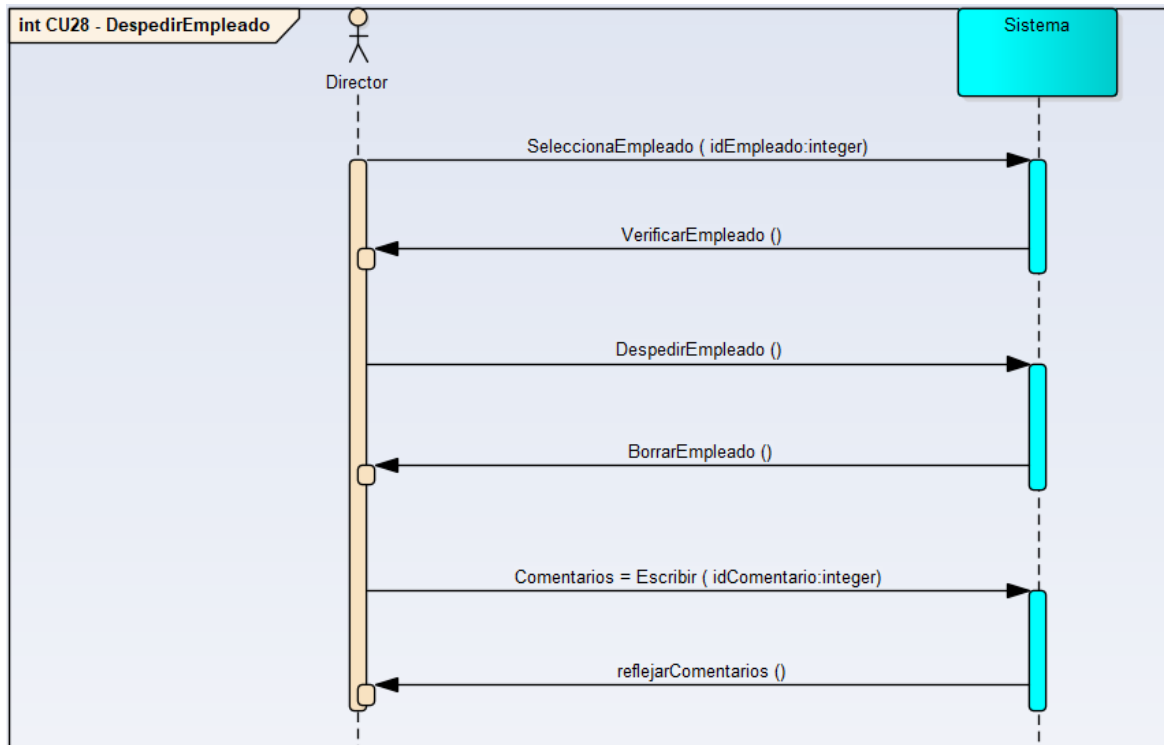 int CU28 - DespedirEmpleado
Sistema
Director
SeleccionaEmpleado ( idEmpleado:integer)
VerificarEmpleado ()
DespedirEmpleado ()
BorrarEmpleado ()
Comentarios = Escribir ( idComentario:integer)
reflejarComentarios ()